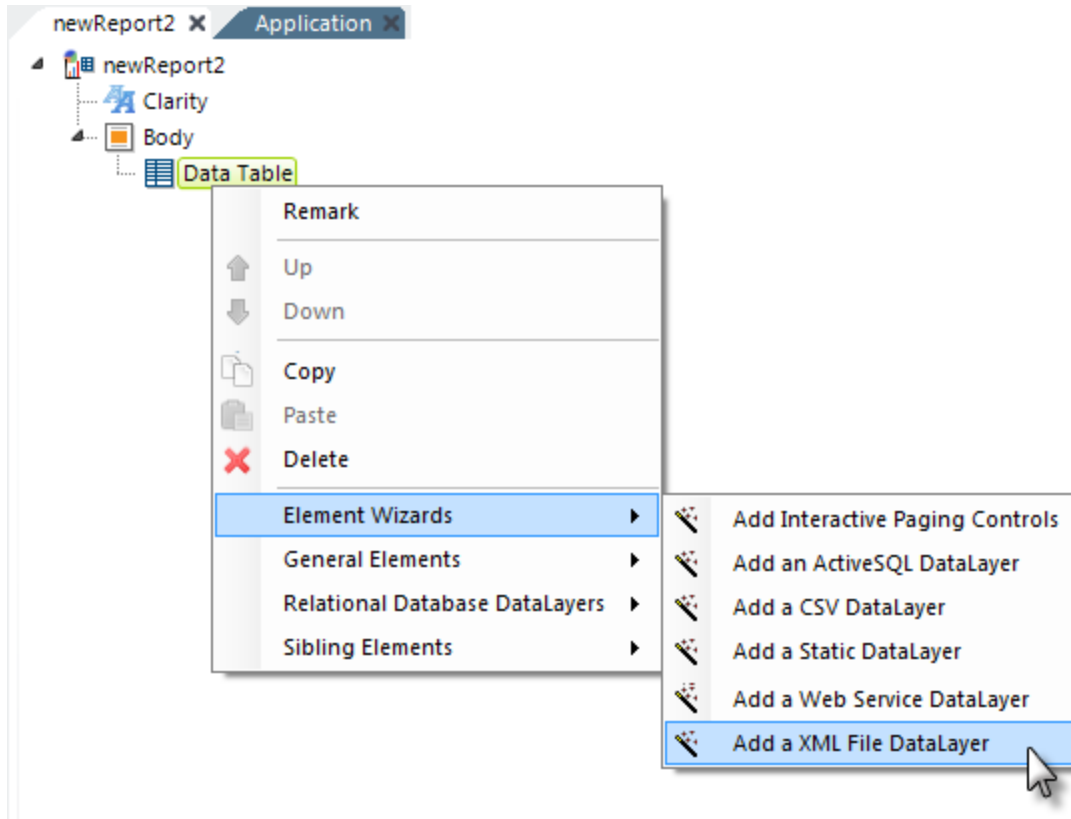 newReport2
Application
newReport2
Clarity
Body
Data Table
Remark
Up
Down
Copy
Paste
Delete
Element Wizards
General Elements
Relational Database DataLayers
Sibling Elements
Add Interactive Paging Controls
Add an ActiveSQL DataLayer
Add a CSV DataLayer
Add a Static DataLayer
Add a Web Service DataLayer
Add a XML File DataLayer